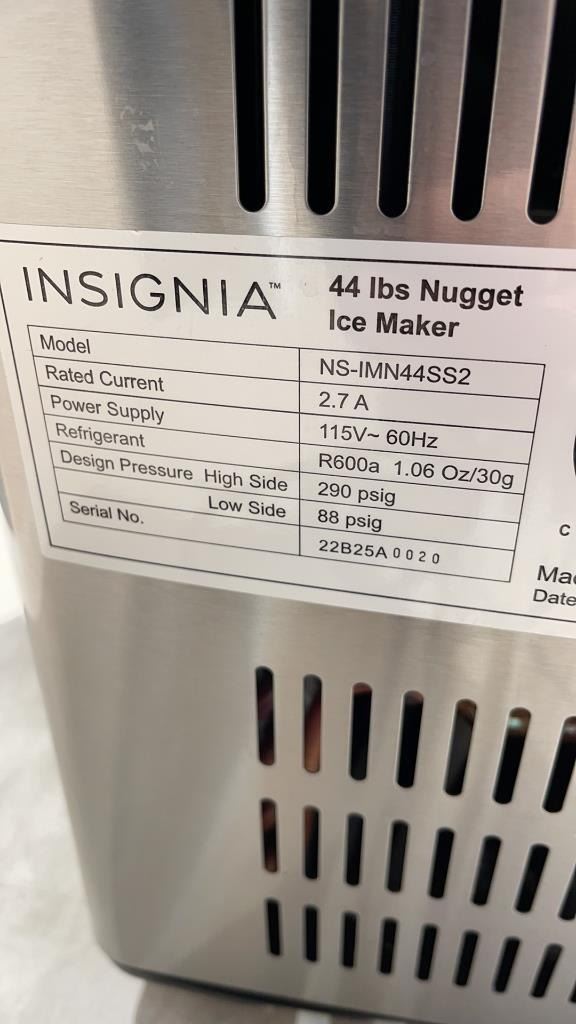 INSIGNIA™
44 lbs Nugget
Ice Maker
Model NS-IMN44SS2
Rated Current 2.7 A
Power Supply 115V~ 60Hz
Refrigerant R600a 1.06 Oz/30g
Design Pressure High Side 290 psig
Low Side 88 psig
Serial No. 22B25A0020
C
Date